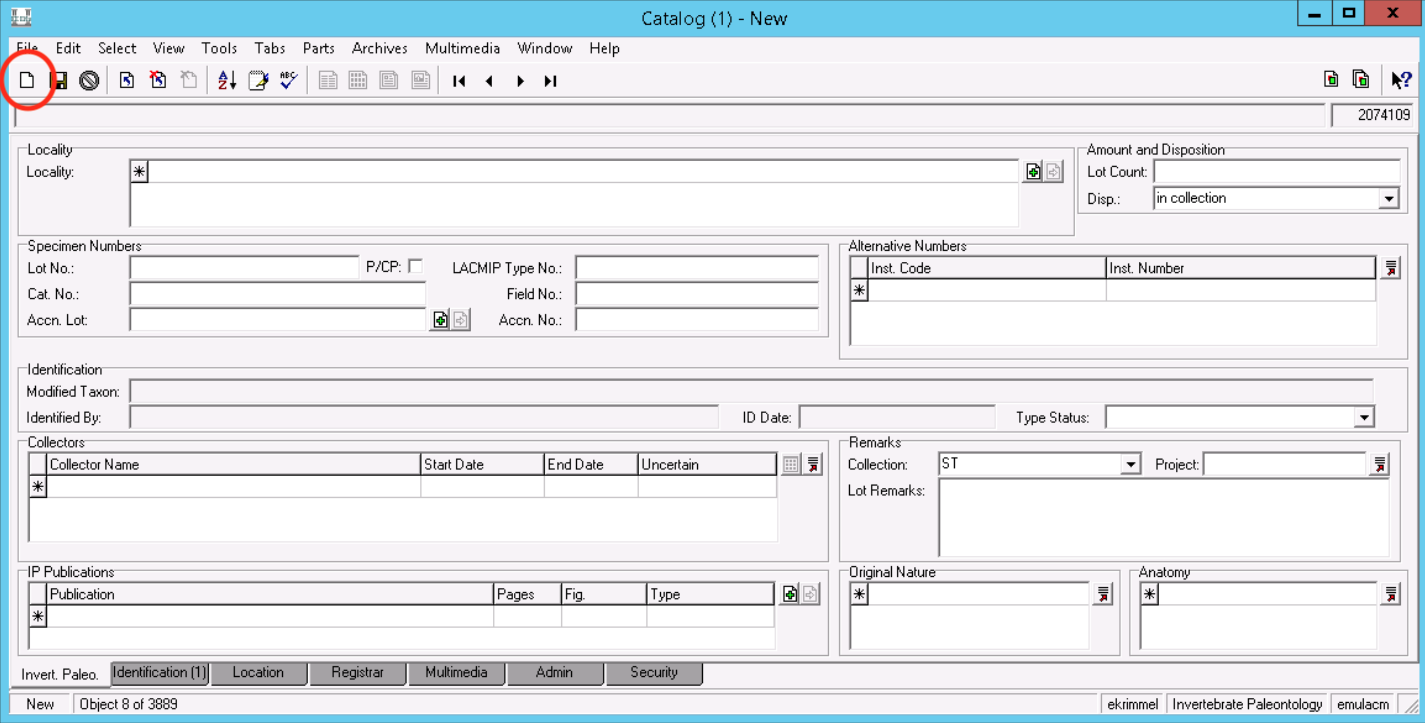 Catalog (1) - New
File Edit Select View Tools Tabs Parts Archives Multimedia Window Help
2074109
Locality
Locality:
Amount and Disposition
Lot Count:
Disp.: in collection
Specimen Numbers
Lot No.: P/CP: LACMIP Type No.:
Cat. No.: Field No.:
Accn. Lot: Accn. No.:
Alternative Numbers
Inst. Code Inst. Number
Identification
Modified Taxon:
Identified By: ID Date: Type Status:
Collectors
Collector Name Start Date End Date Uncertain
Remarks
Collection: ST Project:
Lot Remarks:
IP Publications
Publication Pages Fig. Type
Original Nature
Anatomy
Invert. Paleo. Identification (1) Location Registrar Multimedia Admin Security
New Object 8 of 3889 ekrimmel Invertebrate Paleontology emulacm